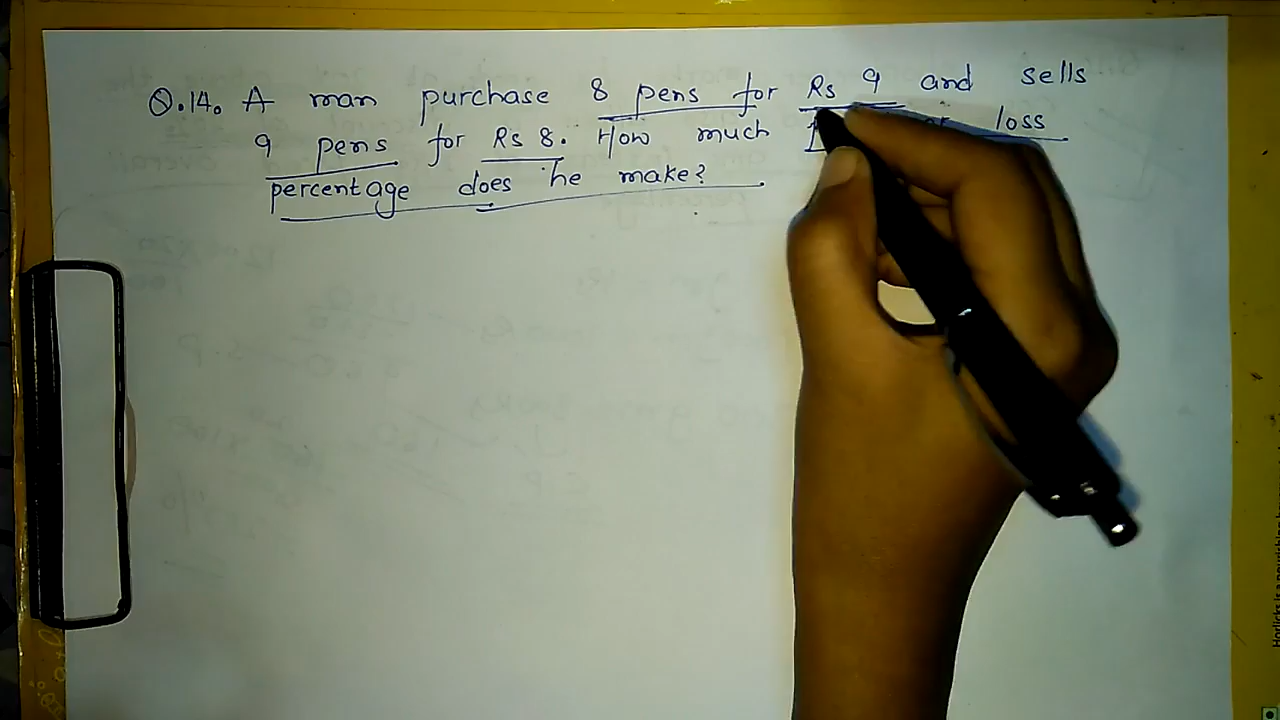 Q.14. A man purchase 8 pens for Rs 9 and sells
9 pens for Rs 8. How much or loss
percentage does he make?